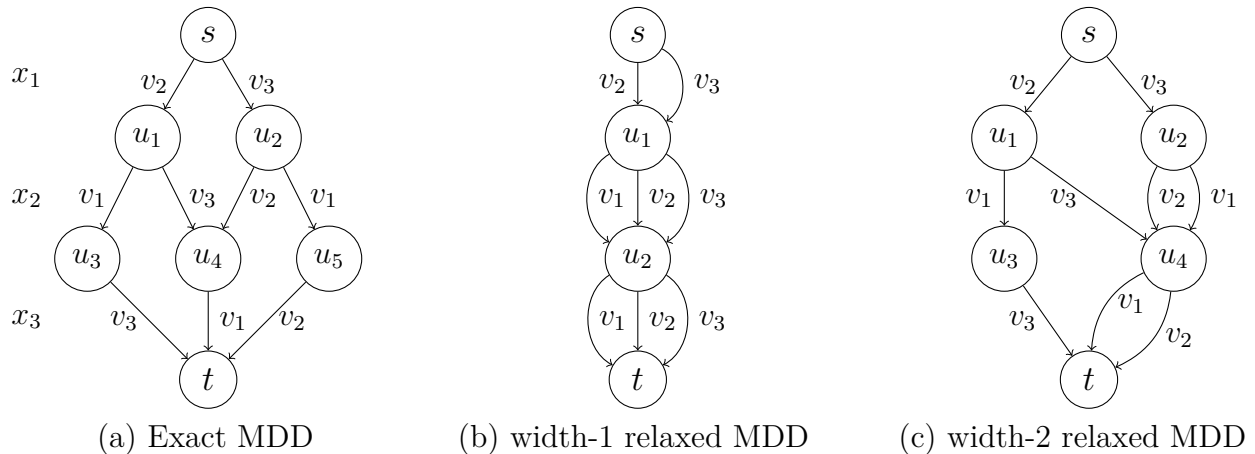 s s s
x₁ v₂ v₃ v₂ v₃ v₂ v₃
u₁ u₂ u₁ u₁ u₂
x₂ v₁ v₃ v₂ v₁ v₁ v₂ v₃ v₁ v₃ v₂ v₁
u₃ u₄ u₅ u₂ u₃ u₄
x₃ v₃ v₁ v₂ v₁ v₂ v₃ v₃ v₁ v₂
t t t
(a) Exact MDD (b) width-1 relaxed MDD (c) width-2 relaxed MDD